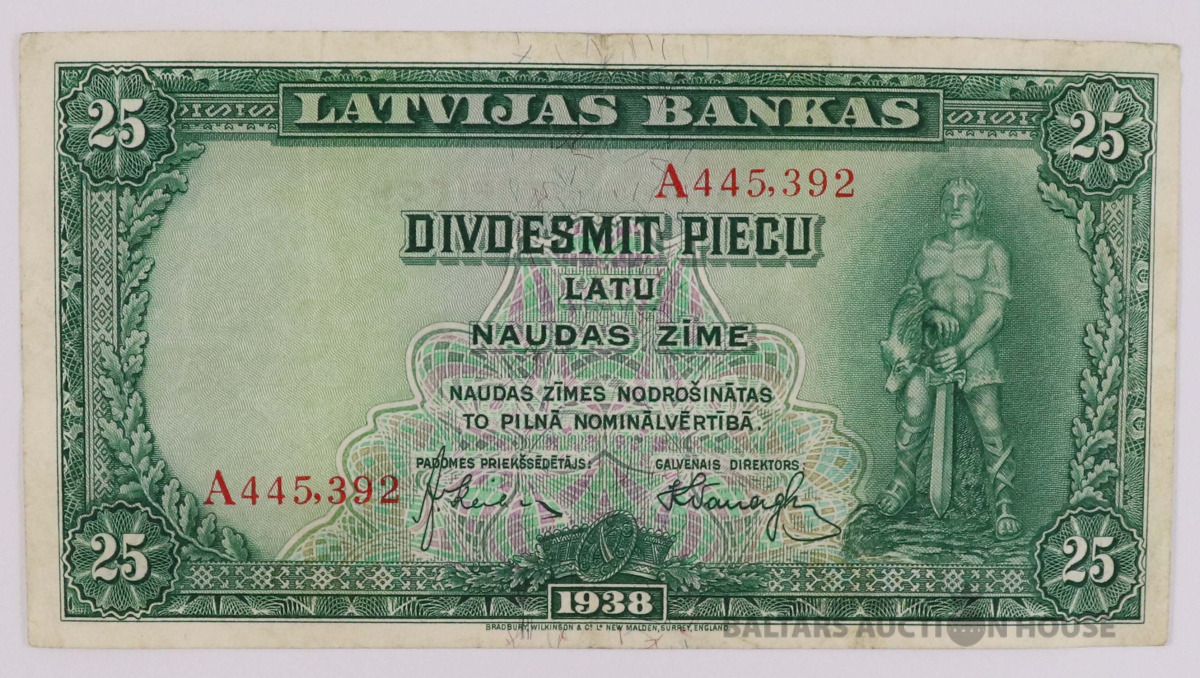 25 LATVIJAS BANKAS 25
A445,392
DIVDESMIT PIECU
LATU
NAUDAS ZĪME
NAUDAS ZĪMES NODROŠINĀTAS
TO PILNĀ NOMINĀLVĒRTĪBĀ.
PADOMES PRIEKŠSĒDĒTĀJS: GALVENAIS DIREKTORS
A445,392
25 1938 25
BRADBURY, WILKINSON & Cº Lᴰ NEW MALDEN, SURREY, ENGLAND
BALTARS AUCTION HOUSE